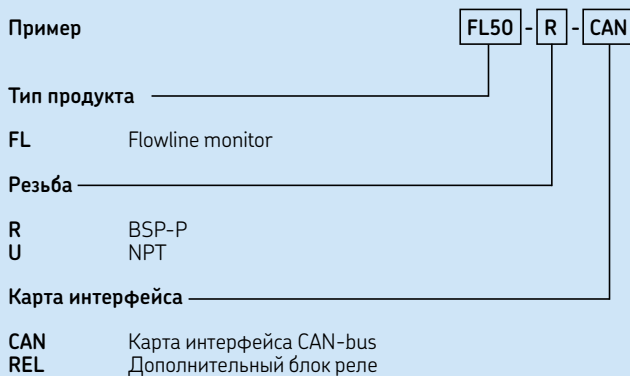 Пример FL50 - R - CAN
Тип продукта
FL Flowline monitor
Резьба
R BSP-P
U NPT
Карта интерфейса
CAN Карта интерфейса CAN-bus
REL Дополнительный блок реле